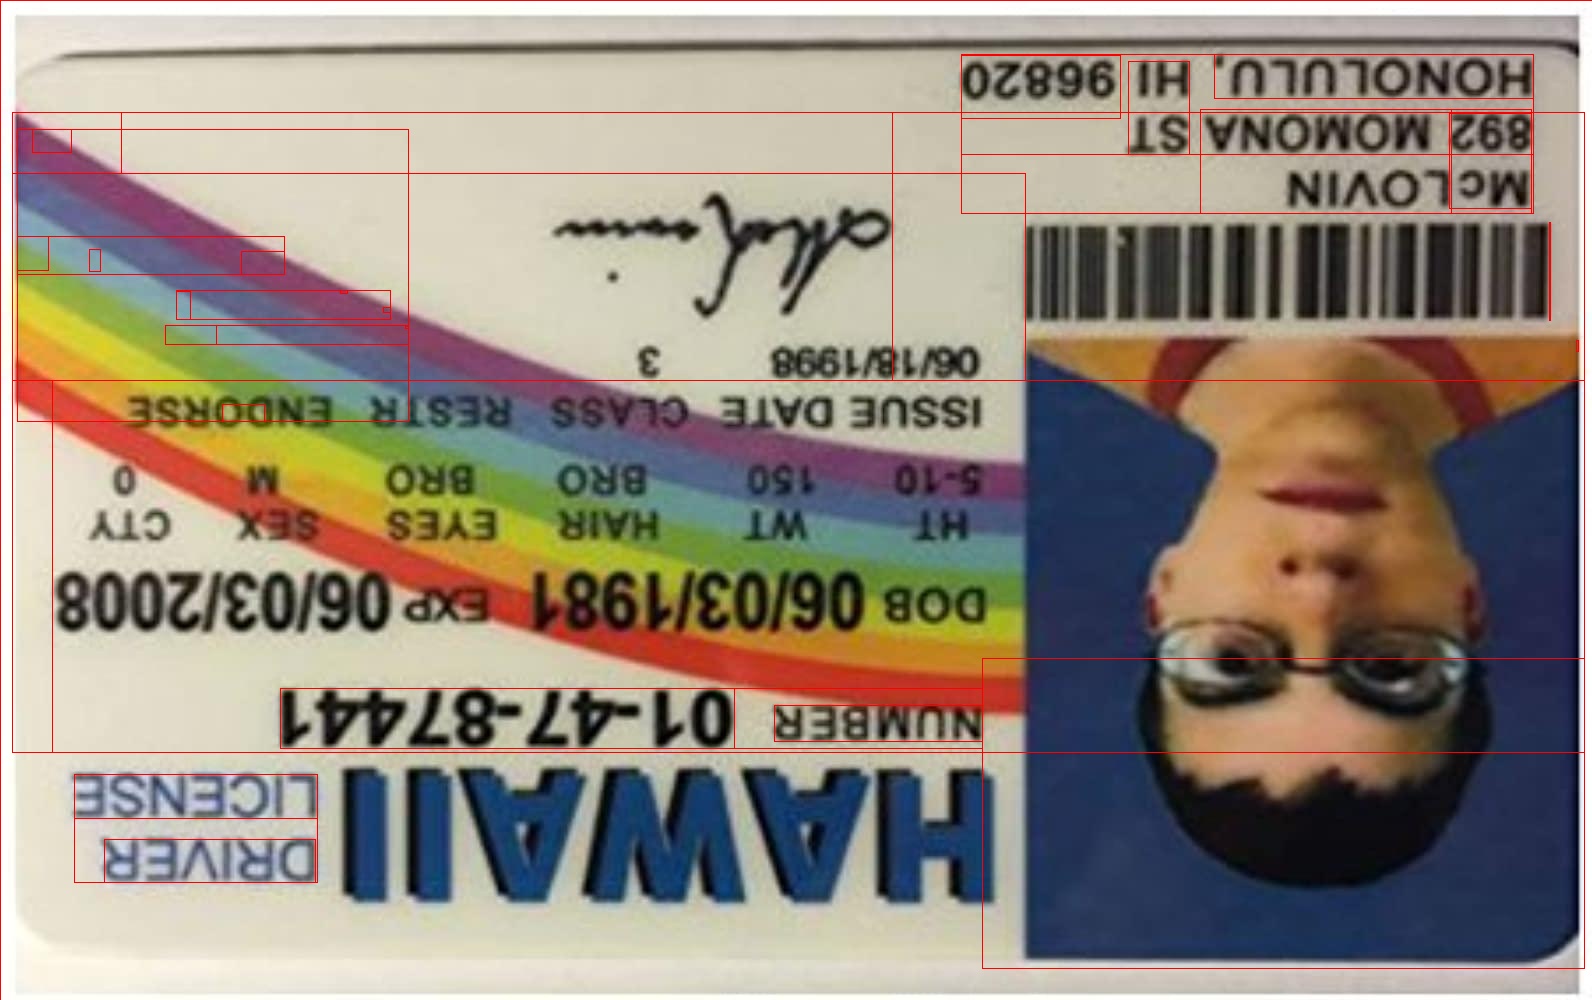 HAWAII
DRIVER
LICENSE
NUMBER 01-47-87441
DOB 06/03/1981 EXP 06/03/2008
HT WT HAIR EYES SEX CTY
5-10 150 BRO BRO M 0
ISSUE DATE CLASS RESTR ENDORSE
06/18/1998 3
McLOVIN
892 MOMONA ST
HONOLULU, HI 96820